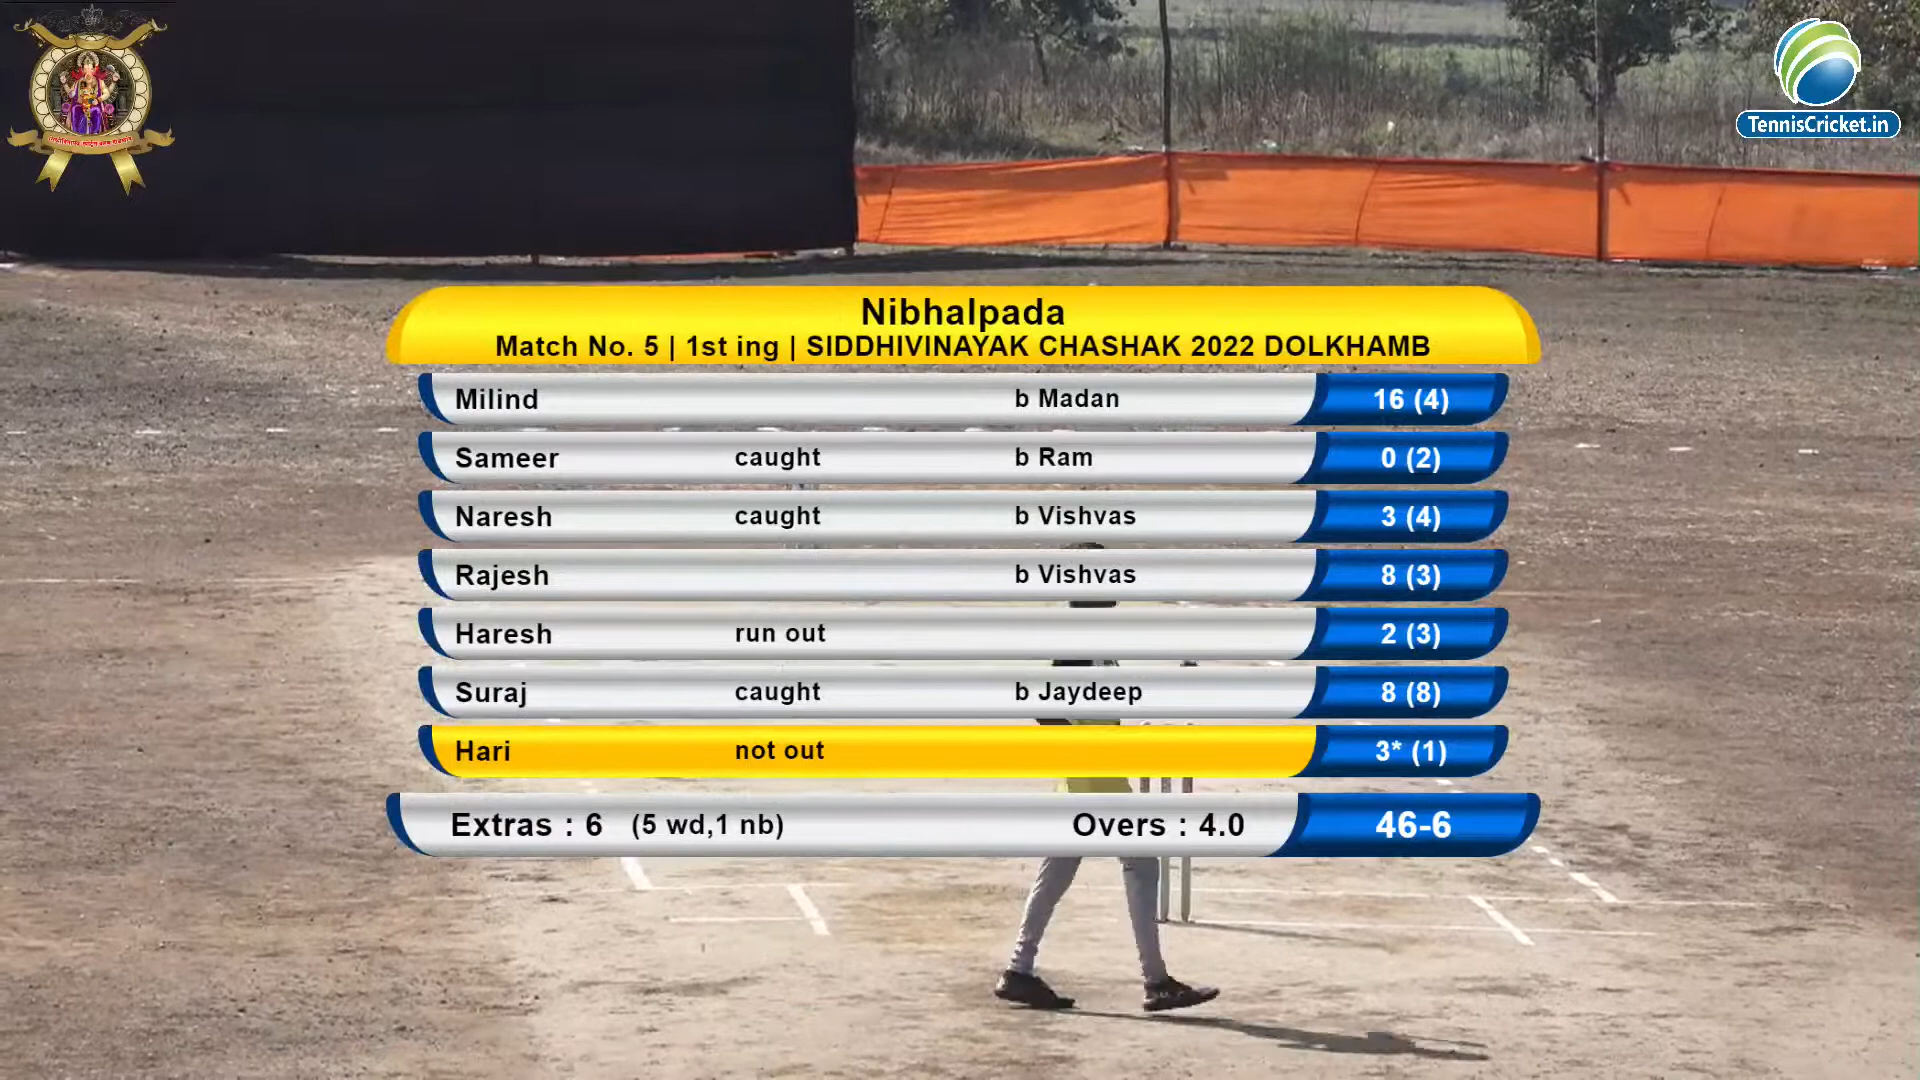 TennisCricket.in
Nibhalpada
Match No. 5 | 1st ing | SIDDHIVINAYAK CHASHAK 2022 DOLKHAMB
Milind b Madan 16 (4)
Sameer caught b Ram 0 (2)
Naresh caught b Vishvas 3 (4)
Rajesh b Vishvas 8 (3)
Haresh run out 2 (3)
Suraj caught b Jaydeep 8 (8)
Hari not out 3* (1)
Extras : 6 (5 wd,1 nb) Overs : 4.0 46-6